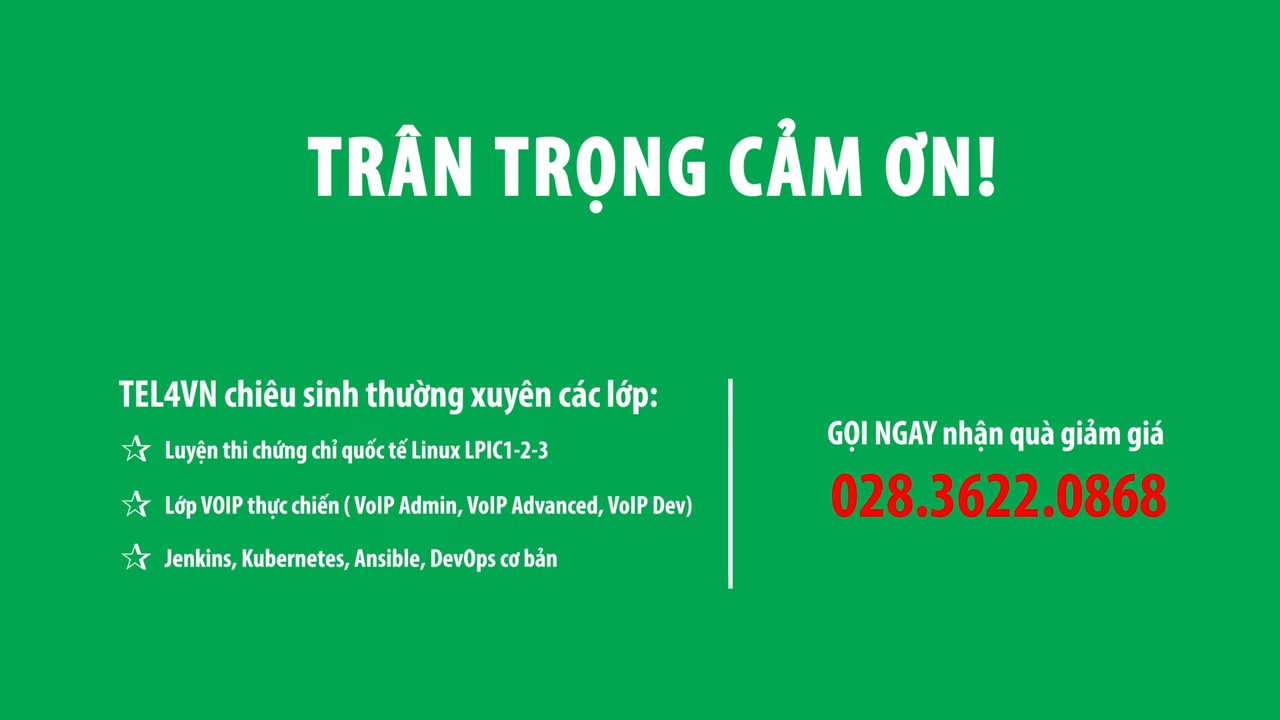 TRÂN TRỌNG CẢM ƠN!
TEL4VN chiêu sinh thường xuyên các lớp:
Luyện thi chứng chỉ quốc tế Linux LPIC1-2-3
Lớp VOIP thực chiến ( VoIP Admin, VoIP Advanced, VoIP Dev)
Jenkins, Kubernetes, Ansible, DevOps cơ bản
GỌI NGAY nhận quà giảm giá
028.3622.0868